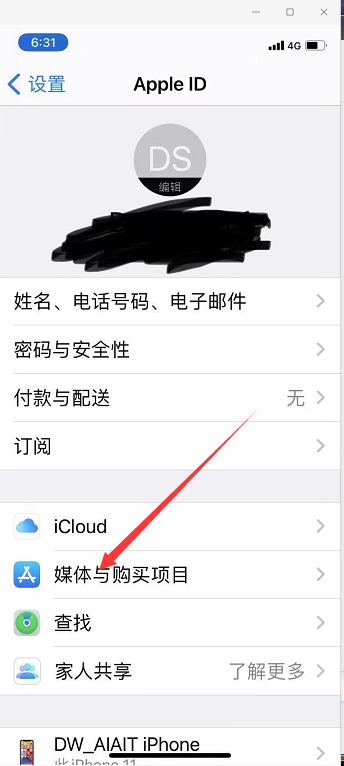 6:31
4G
设置
Apple ID
DS
编辑
姓名、电话号码、电子邮件
密码与安全性
付款与配送 无
订阅
iCloud
媒体与购买项目
查找
家人共享 了解更多
DW_AIAIT iPhone
此iPhone 11